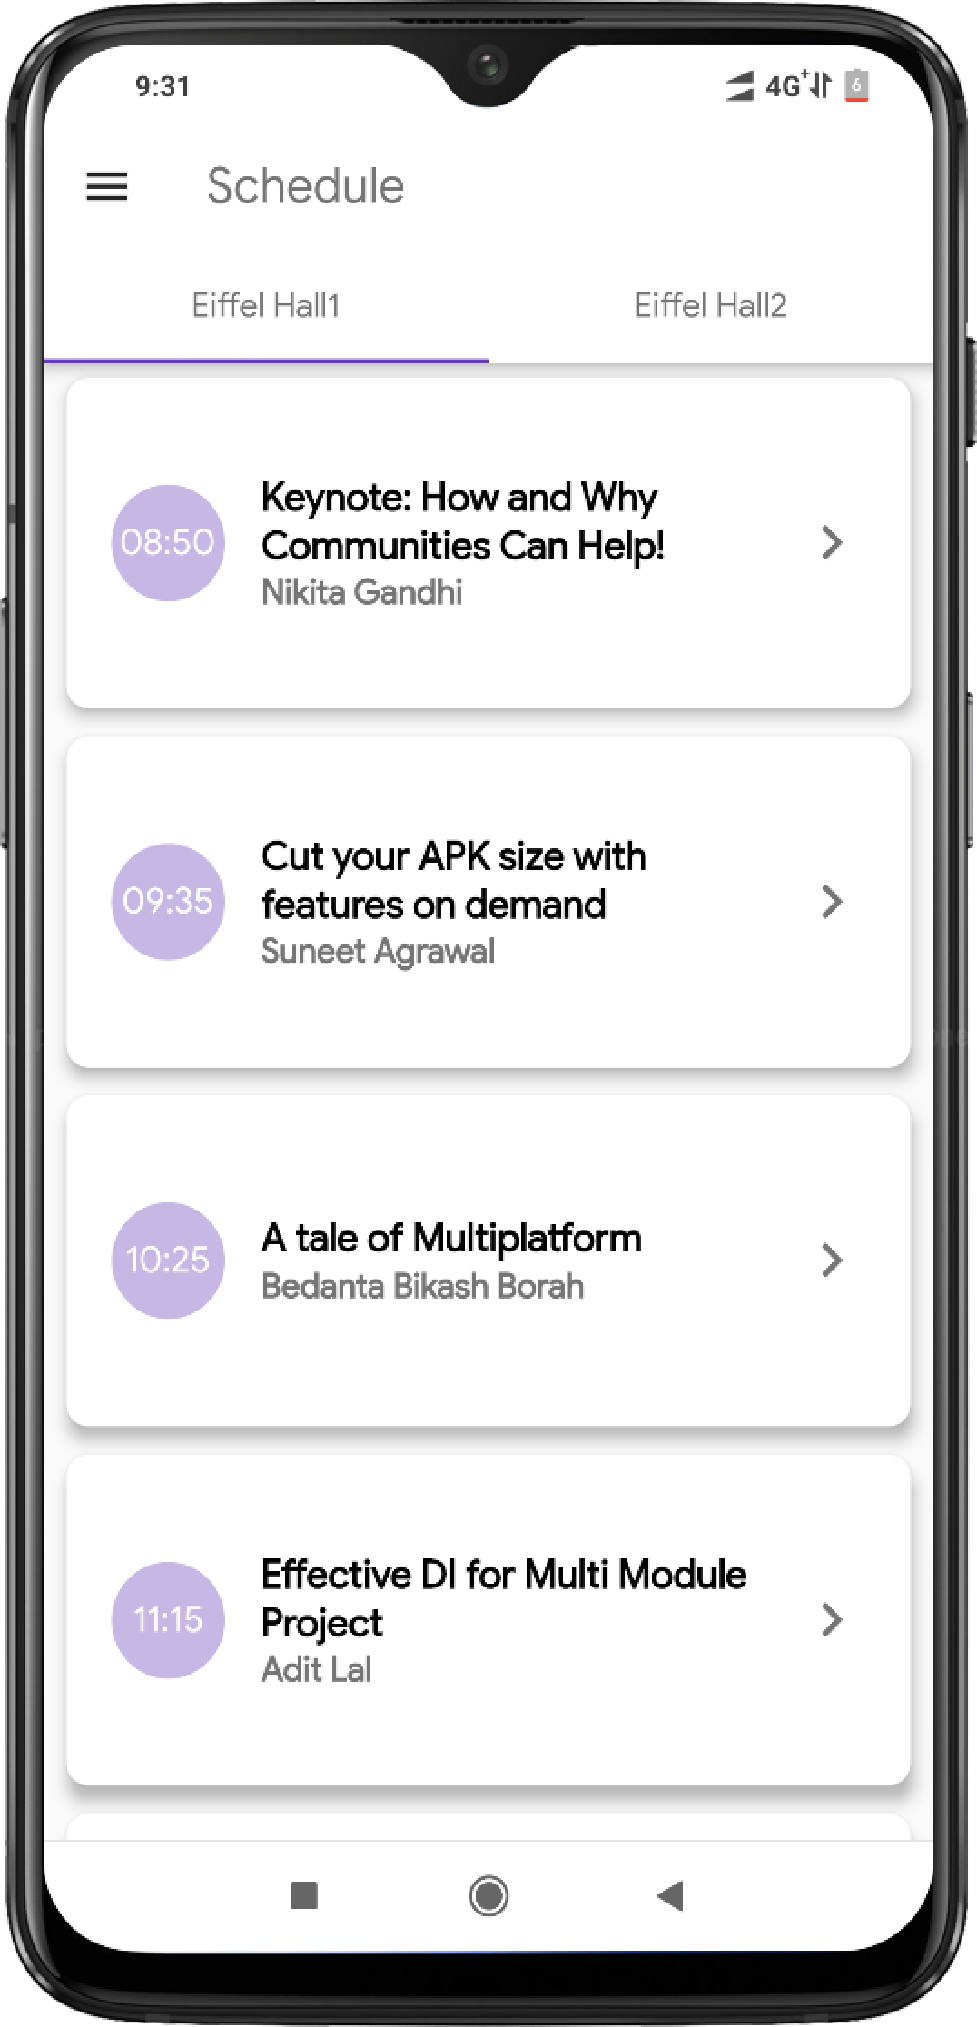 9:31
4G+ 6
Schedule
Eiffel Hall1
Eiffel Hall2
08:50
Keynote: How and Why
Communities Can Help!
Nikita Gandhi
09:35
Cut your APK size with
features on demand
Suneet Agrawal
10:25
A tale of Multiplatform
Bedanta Bikash Borah
11:15
Effective DI for Multi Module
Project
Adit Lal